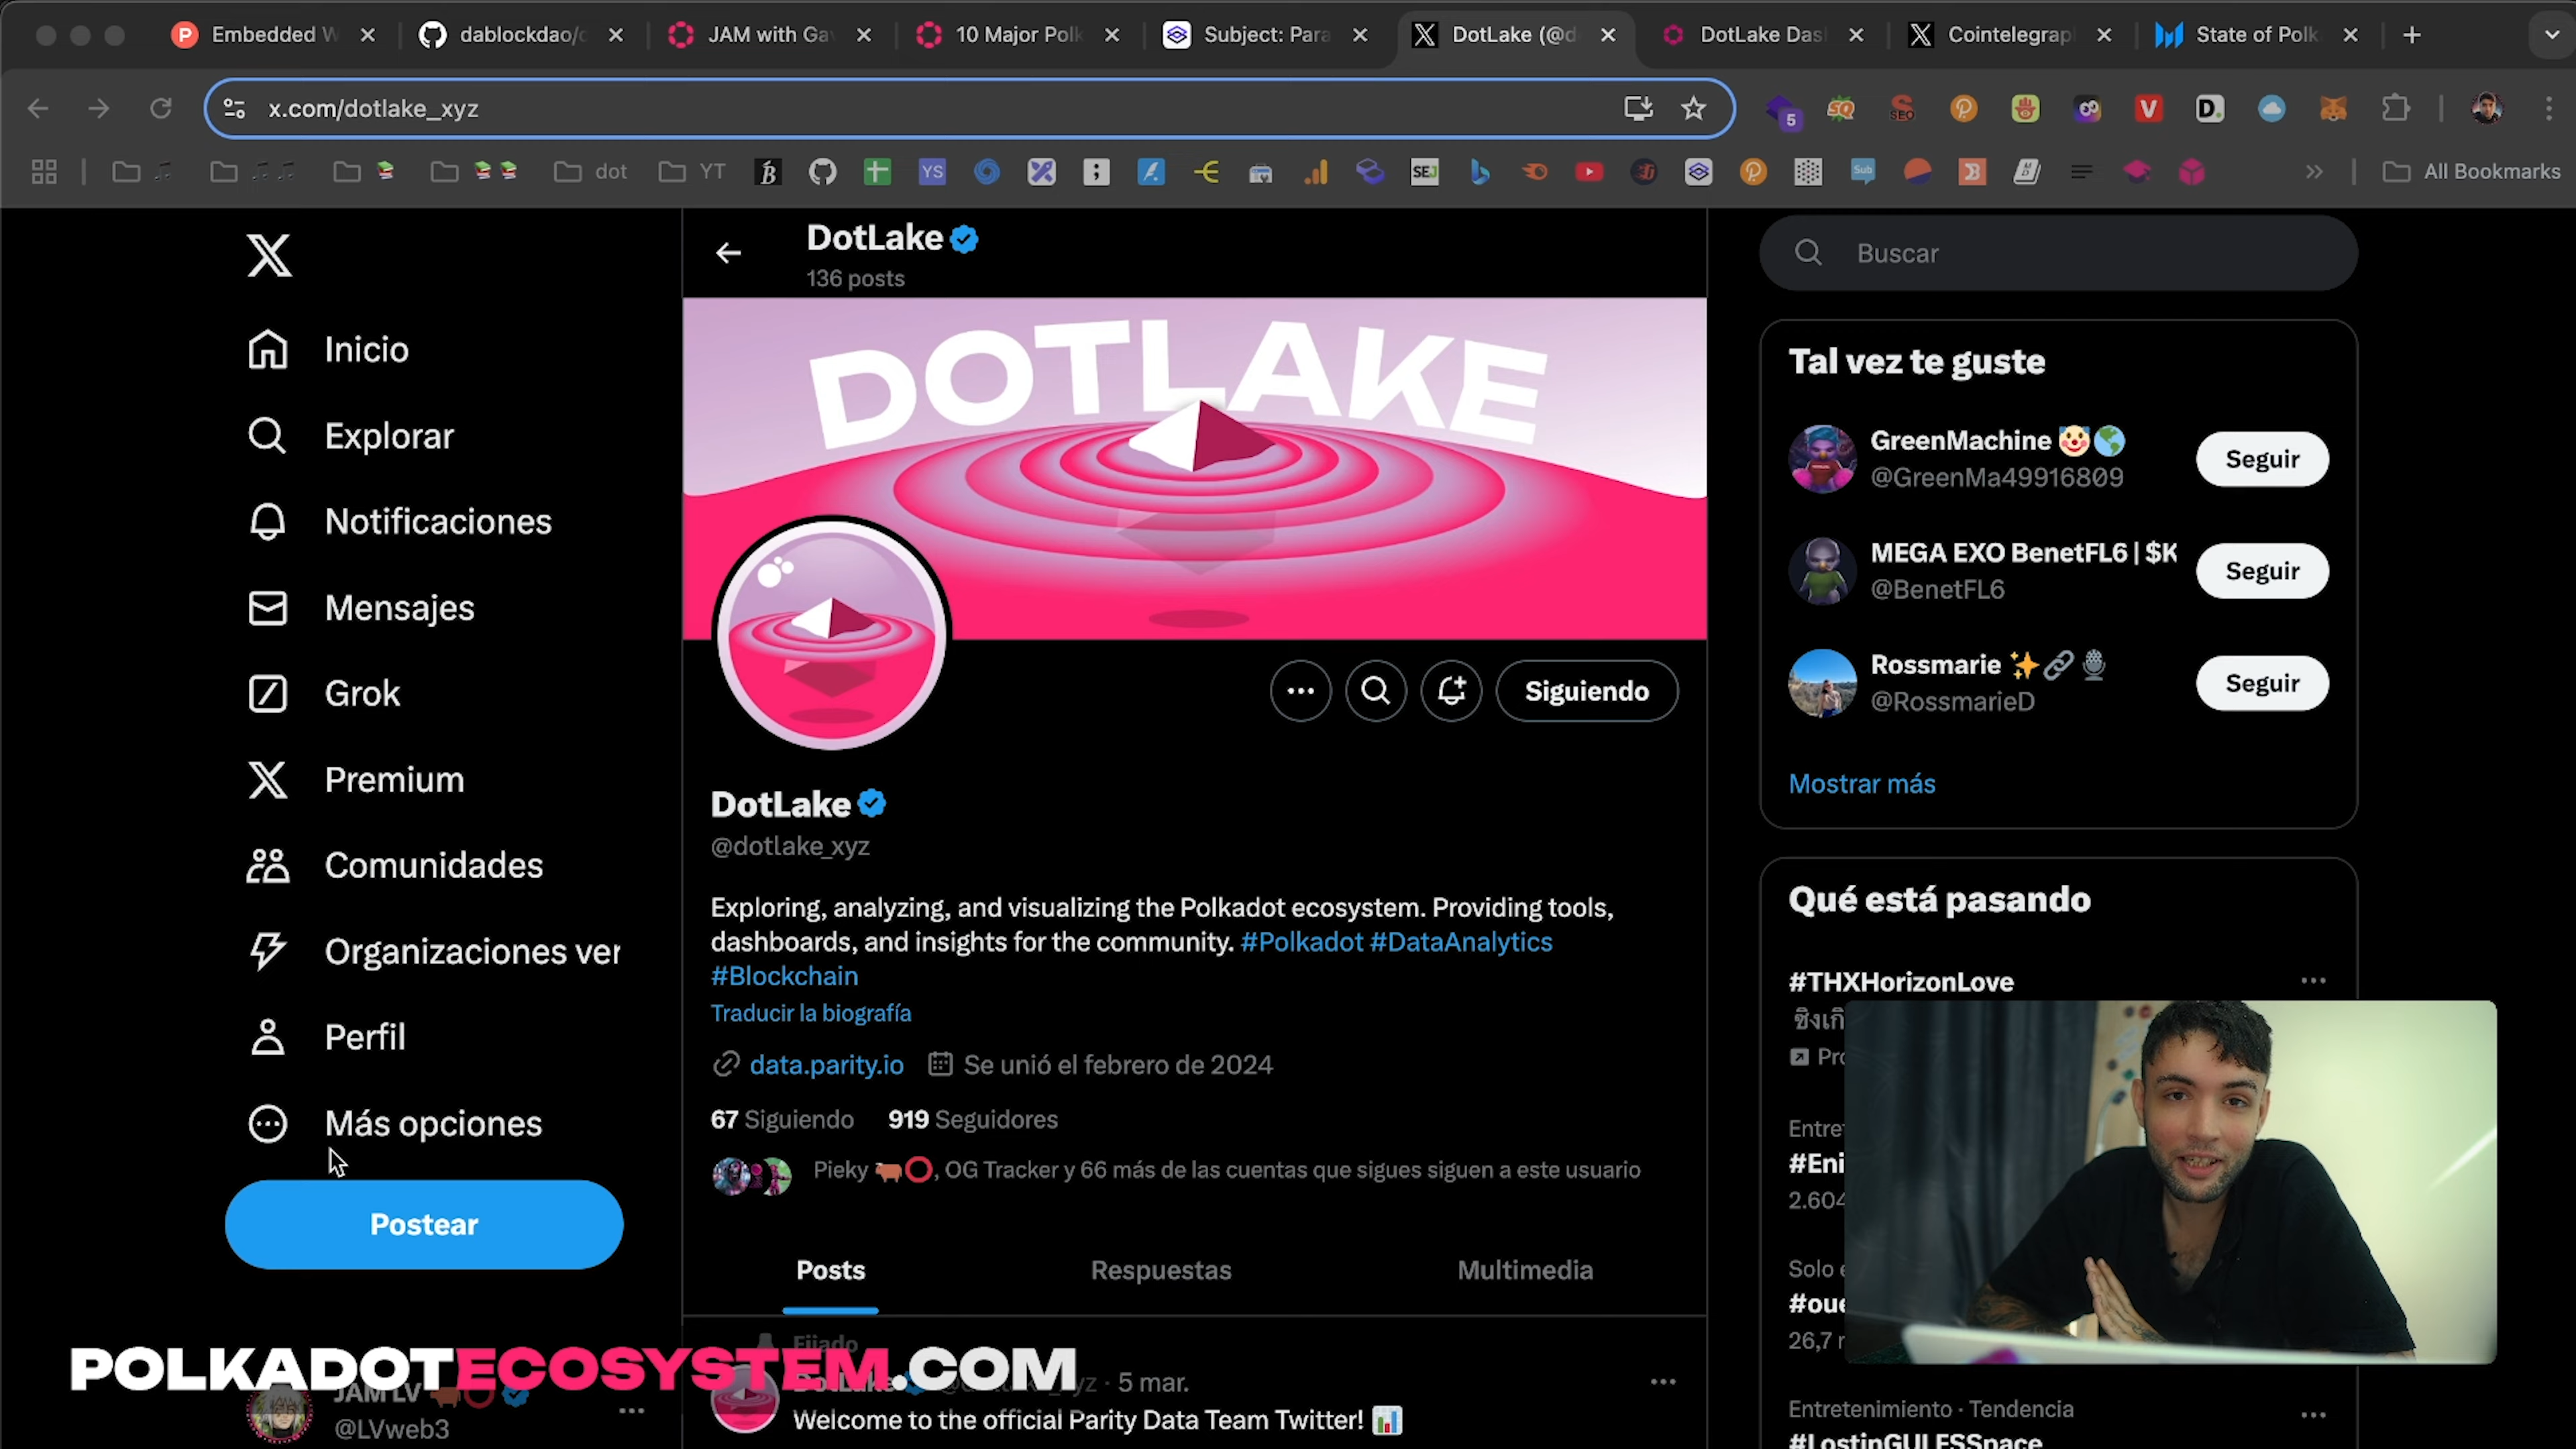 Embedded W
dablockdao/c
JAM with Ga
10 Major Polk
Subject: Para
DotLake (@d
DotLake Das
Cointelegrap
State of Polk
x.com/dotlake_xyz
5
dot
YT
All Bookmarks
Inicio
Explorar
Notificaciones
Mensajes
Grok
Premium
Comunidades
Organizaciones ver
Perfil
Más opciones
Postear
JAM LV
@LVweb3
DotLake
136 posts
DOTLAKE
Siguiendo
DotLake
@dotlake_xyz
Exploring, analyzing, and visualizing the Polkadot ecosystem. Providing tools,
dashboards, and insights for the community. #Polkadot #DataAnalytics
#Blockchain
Traducir la biografía
data.parity.io Se unió el febrero de 2024
67 Siguiendo 919 Seguidores
Pieky, OG Tracker y 66 más de las cuentas que sigues siguen a este usuario
Posts
Respuestas
Multimedia
Fijado
· 5 mar.
Welcome to the official Parity Data Team Twitter!
Buscar
Tal vez te guste
GreenMachine
@GreenMa49916809
Seguir
MEGA EXO BenetFL6 | $K
@BenetFL6
Seguir
Rossmarie
@RossmarieD
Seguir
Mostrar más
Qué está pasando
#THXHorizonLove
Entretenimiento · Tendencia
#LostinGULFSSpace
POLKADOTECOSYSTEM.COM